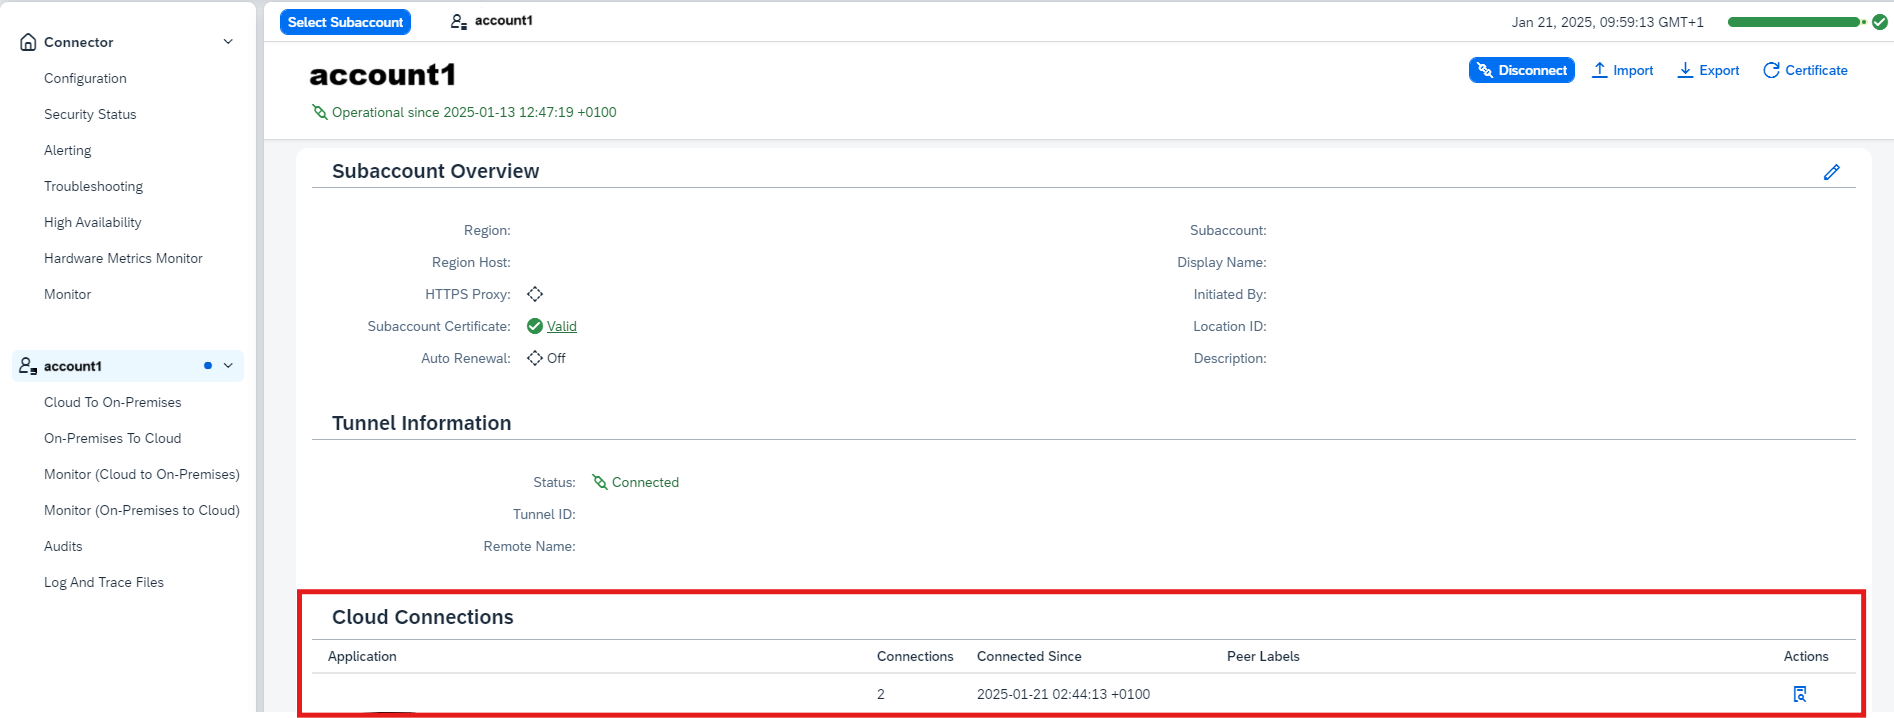 Connector
Configuration
Security Status
Alerting
Troubleshooting
High Availability
Hardware Metrics Monitor
Monitor
account1
Cloud To On-Premises
On-Premises To Cloud
Monitor (Cloud to On-Premises)
Monitor (On-Premises to Cloud)
Audits
Log And Trace Files
Select Subaccount account1 Jan 21, 2025, 09:59:13 GMT+1
account1 Disconnect Import Export Certificate
Operational since 2025-01-13 12:47:19 +0100
Subaccount Overview
Region: Subaccount:
Region Host: Display Name:
HTTPS Proxy: Initiated By:
Subaccount Certificate: Valid Location ID:
Auto Renewal: Off Description:
Tunnel Information
Status: Connected
Tunnel ID:
Remote Name:
Cloud Connections
Application Connections Connected Since Peer Labels Actions
2 2025-01-21 02:44:13 +0100